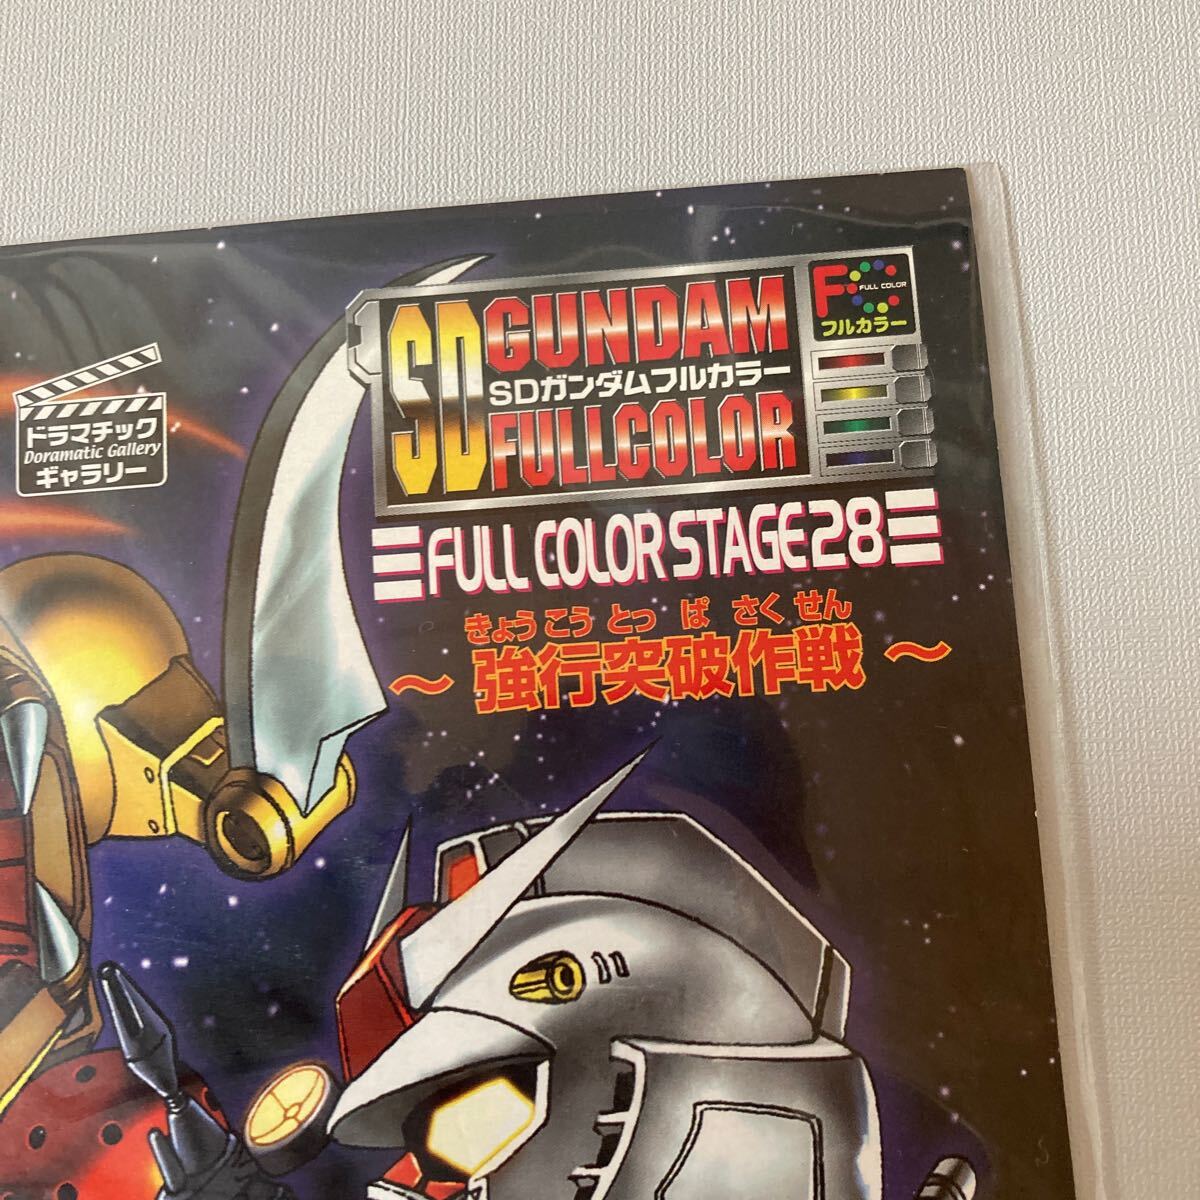 ドラマチック
Doramatic Gallery
ギャラリー
SD GUNDAM
SDガンダムフルカラー
FULLCOLOR
F FULL COLOR
フルカラー
FULL COLOR STAGE28
きょうこうとっぱさくせん
～強行突破作戦～